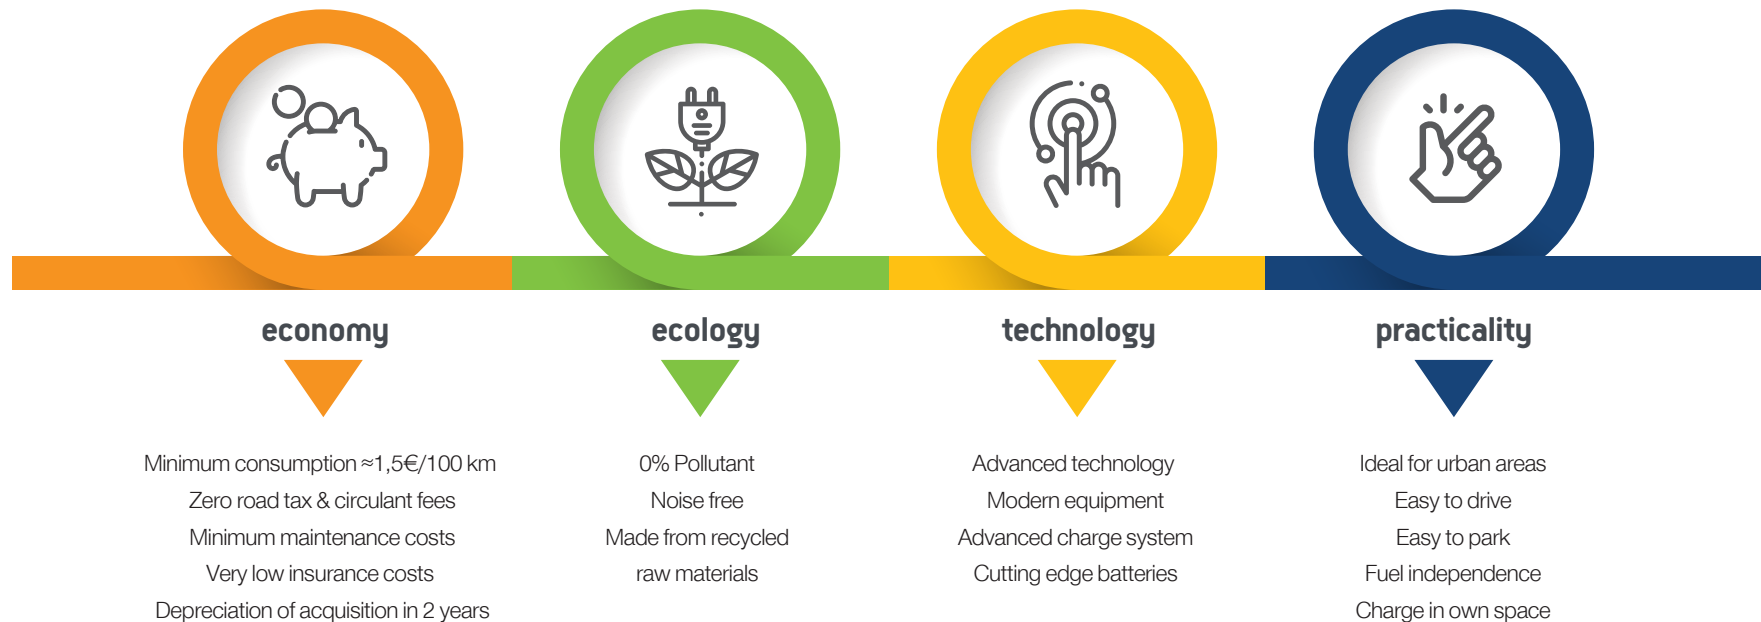 economy
Minimum consumption ≈1,5€/100 km
Zero road tax & circulant fees
Minimum maintenance costs
Very low insurance costs
Depreciation of acquisition in 2 years
ecology
0% Pollutant
Noise free
Made from recycled
raw materials
technology
Advanced technology
Modern equipment
Advanced charge system
Cutting edge batteries
practicality
Ideal for urban areas
Easy to drive
Easy to park
Fuel independence
Charge in own space